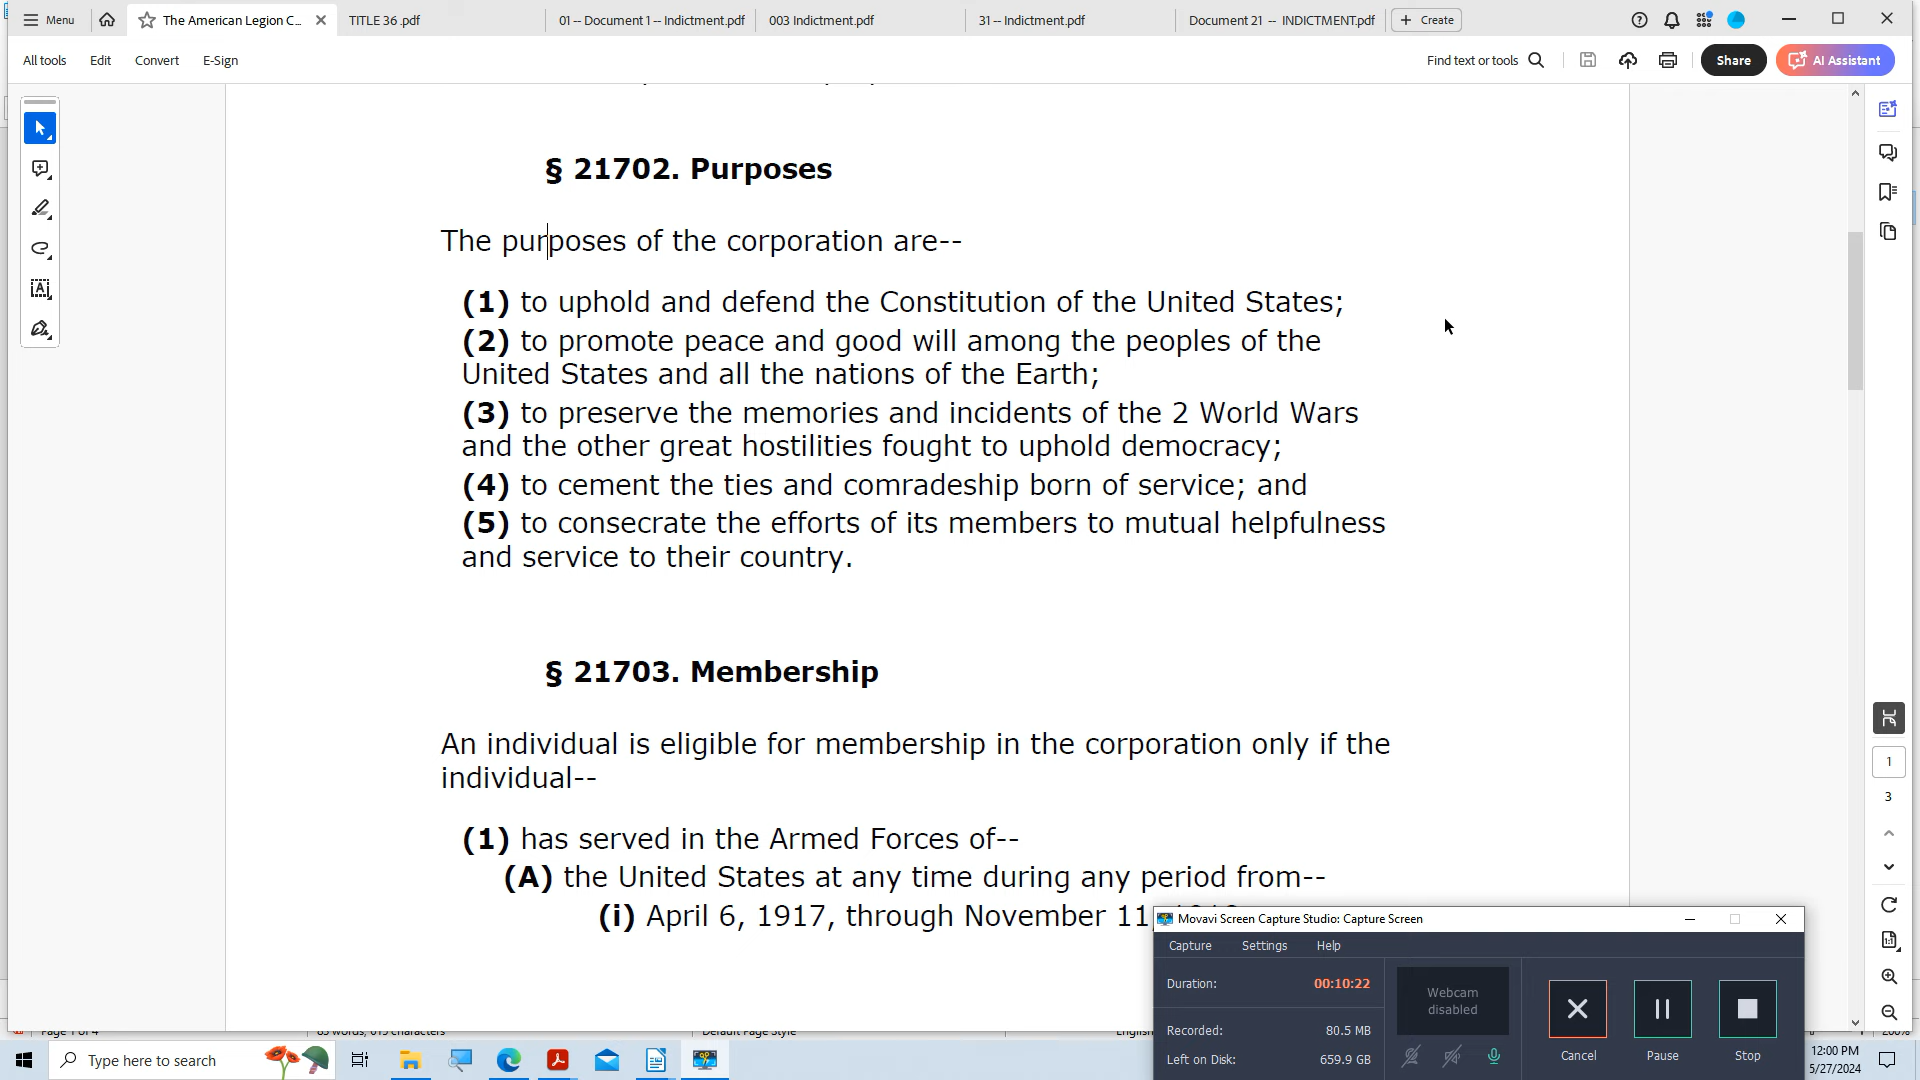 Menu
The American Legion C...
TITLE 36 .pdf
01 -- Document 1 -- Indictment.pdf
003 Indictment.pdf
31 -- Indictment.pdf
Document 21 -- INDICTMENT.pdf
Create
All tools
Edit
Convert
E-Sign
Find text or tools
Share
AI Assistant
§ 21702. Purposes
The purposes of the corporation are--
(1) to uphold and defend the Constitution of the United States;
(2) to promote peace and good will among the peoples of the
United States and all the nations of the Earth;
(3) to preserve the memories and incidents of the 2 World Wars
and the other great hostilities fought to uphold democracy;
(4) to cement the ties and comradeship born of service; and
(5) to consecrate the efforts of its members to mutual helpfulness
and service to their country.
§ 21703. Membership
An individual is eligible for membership in the corporation only if the
individual--
(1) has served in the Armed Forces of--
(A) the United States at any time during any period from--
(i) April 6, 1917, through November 11,
1
3
Movavi Screen Capture Studio: Capture Screen
Capture
Settings
Help
Duration:
00:10:22
Webcam
disabled
Recorded:
80.5 MB
Left on Disk:
659.9 GB
Cancel
Pause
Stop
Default Page Style
Type here to search
12:00 PM
5/27/2024